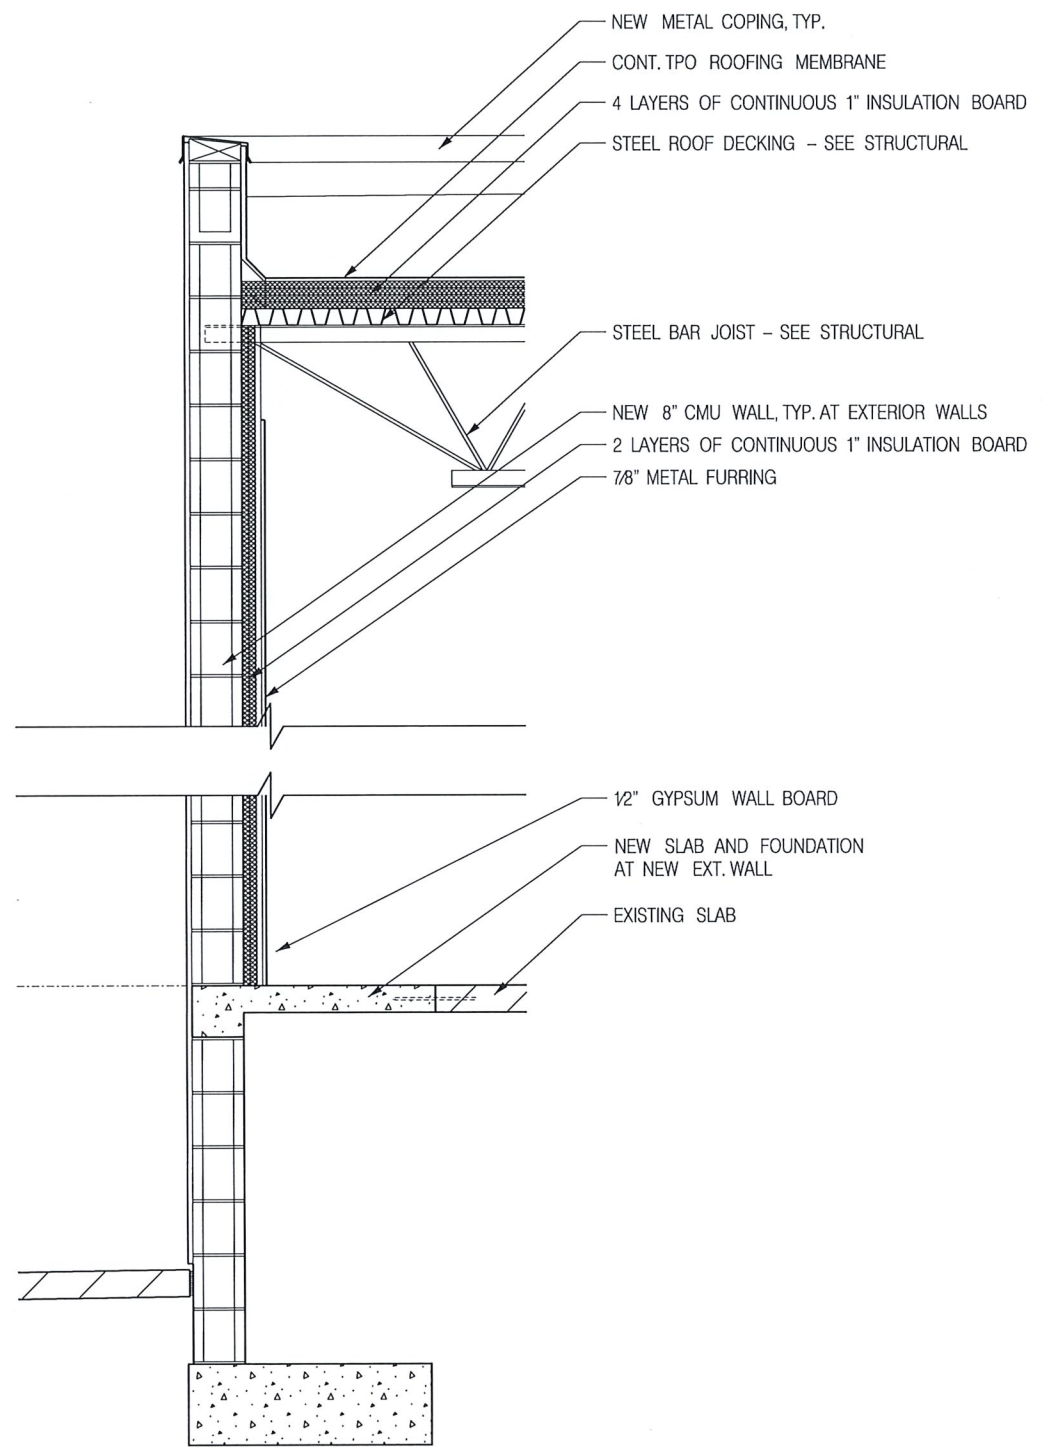 NEW METAL COPING, TYP.
CONT. TPO ROOFING MEMBRANE
4 LAYERS OF CONTINUOUS 1" INSULATION BOARD
STEEL ROOF DECKING - SEE STRUCTURAL
STEEL BAR JOIST - SEE STRUCTURAL
NEW 8" CMU WALL, TYP. AT EXTERIOR WALLS
2 LAYERS OF CONTINUOUS 1" INSULATION BOARD
7/8" METAL FURRING
1/2" GYPSUM WALL BOARD
NEW SLAB AND FOUNDATION
AT NEW EXT. WALL
EXISTING SLAB